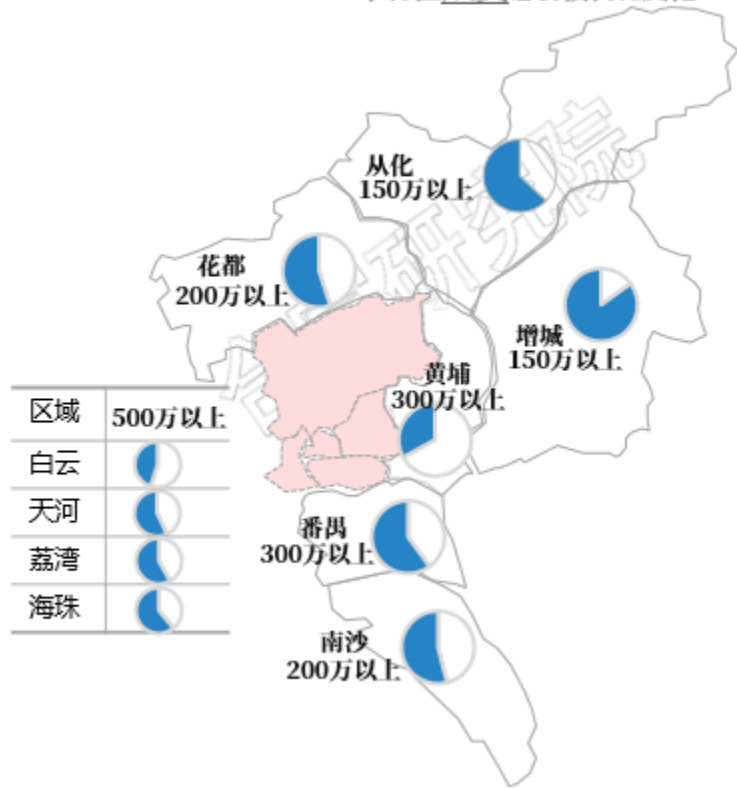 从化
150万以上
花都
200万以上
增城
150万以上
黄埔
300万以上
区域 500万以上
白云
天河
荔湾
海珠
番禺
300万以上
南沙
200万以上
研究院